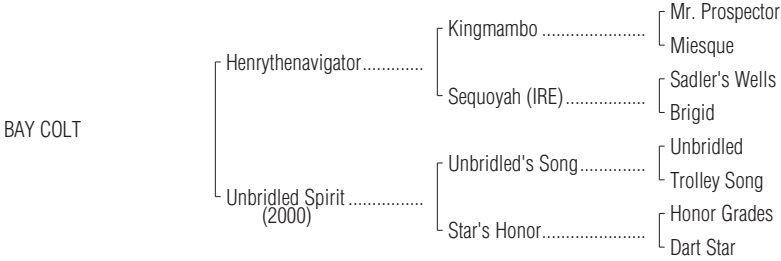 Mr. Prospector
Kingmambo ......................
Miesque
Henrythenavigator.............
Sadler's Wells
Sequoyah (IRE).................
Brigid
BAY COLT
Unbridled
Unbridled's Song..............
Trolley Song
Unbridled Spirit ................
(2000)
Honor Grades
Star's Honor......................
Dart Star